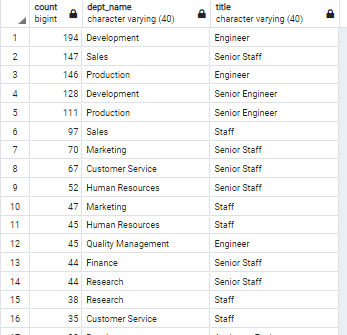 count dept_name title
bigint character varying (40) character varying (40)
1 194 Development Engineer
2 147 Sales Senior Staff
3 146 Production Engineer
4 128 Development Senior Engineer
5 111 Production Senior Engineer
6 97 Sales Staff
7 70 Marketing Senior Staff
8 67 Customer Service Senior Staff
9 52 Human Resources Senior Staff
10 47 Marketing Staff
11 45 Human Resources Staff
12 45 Quality Management Engineer
13 44 Finance Senior Staff
14 44 Research Senior Staff
15 38 Research Staff
16 35 Customer Service Staff